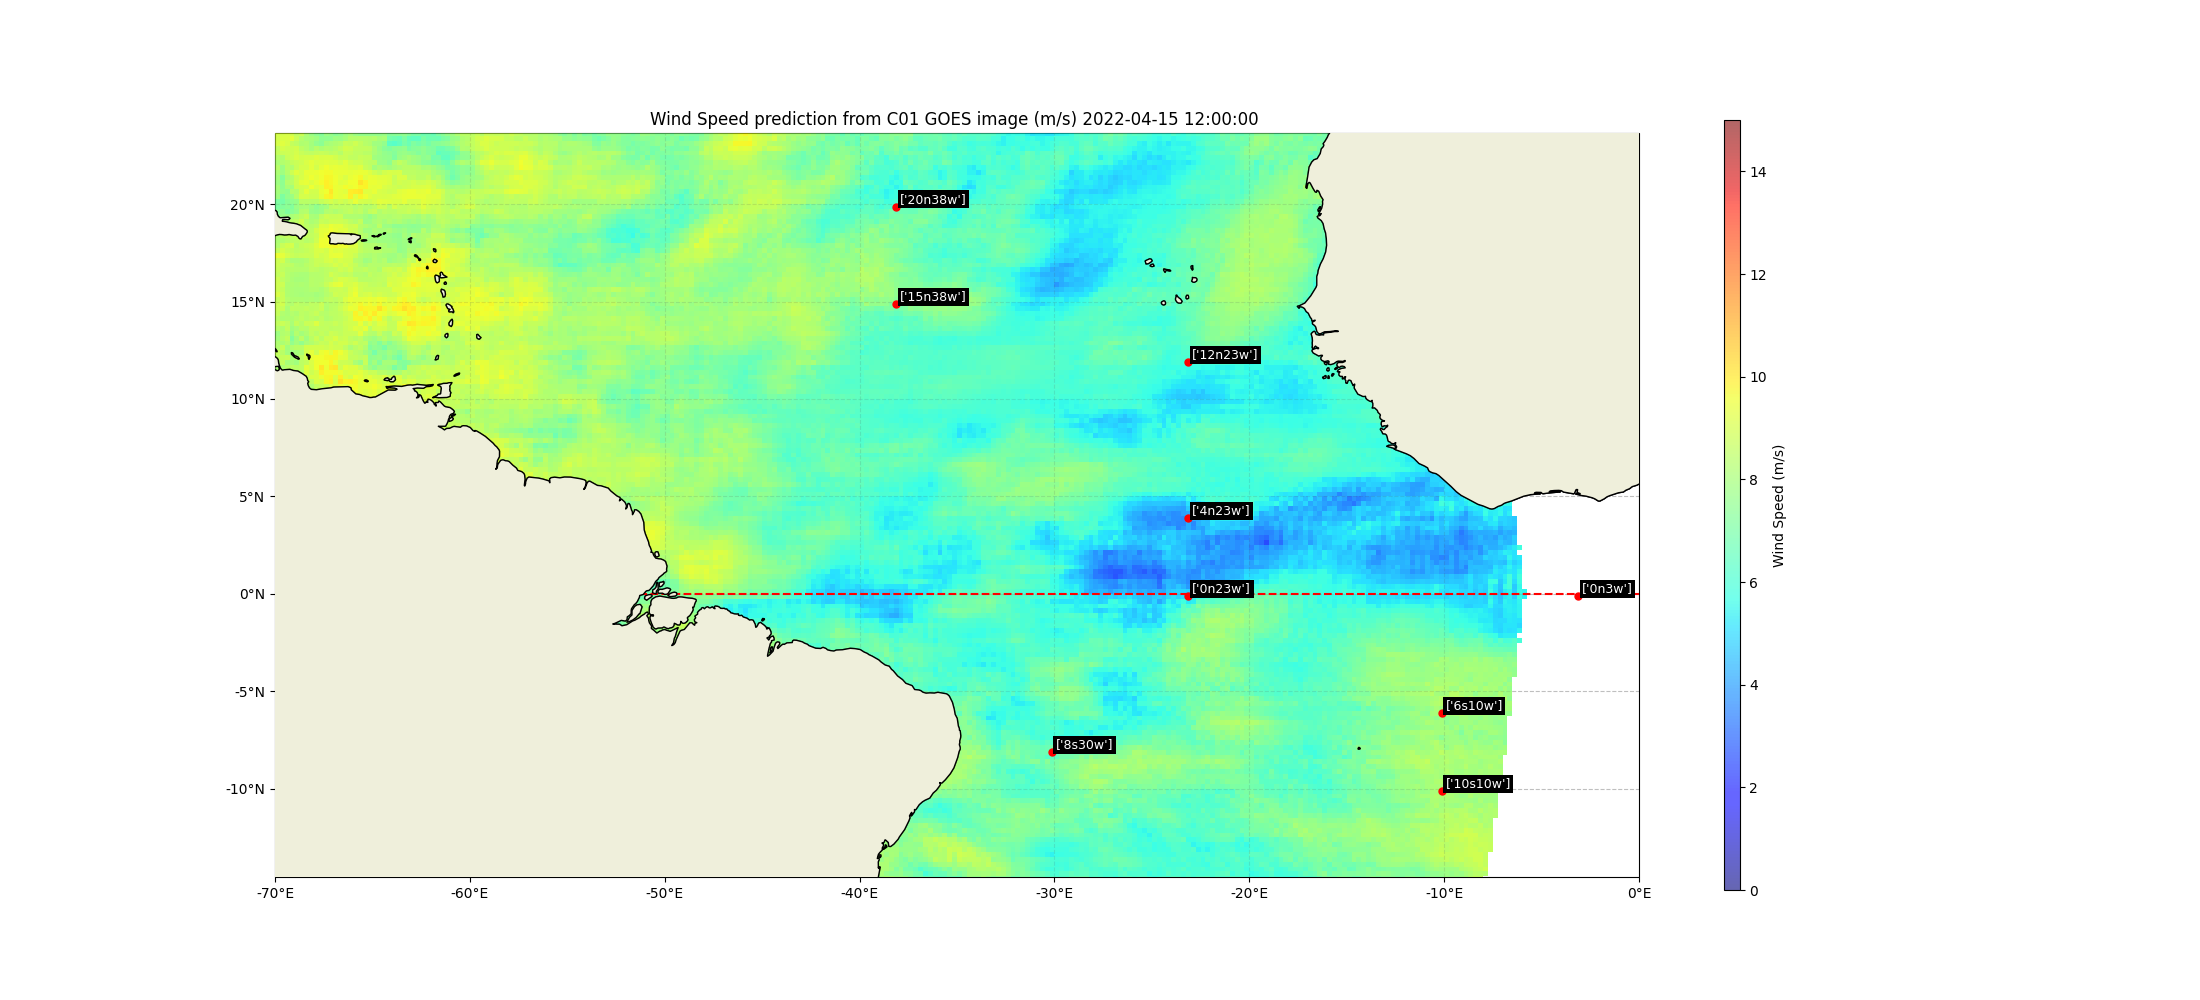 Wind Speed prediction from C01 GOES image (m/s) 2022-04-15 12:00:00
20°N
15°N
10°N
5°N
0°N
-5°N
-10°N
-70°E
-60°E
-50°E
-40°E
-30°E
-20°E
-10°E
0°E
['20n38w']
['15n38w']
['12n23w']
['4n23w']
['0n23w']
['0n3w']
['6s10w']
['8s30w']
['10s10w']
14
12
10
8
6
4
2
0
Wind Speed (m/s)